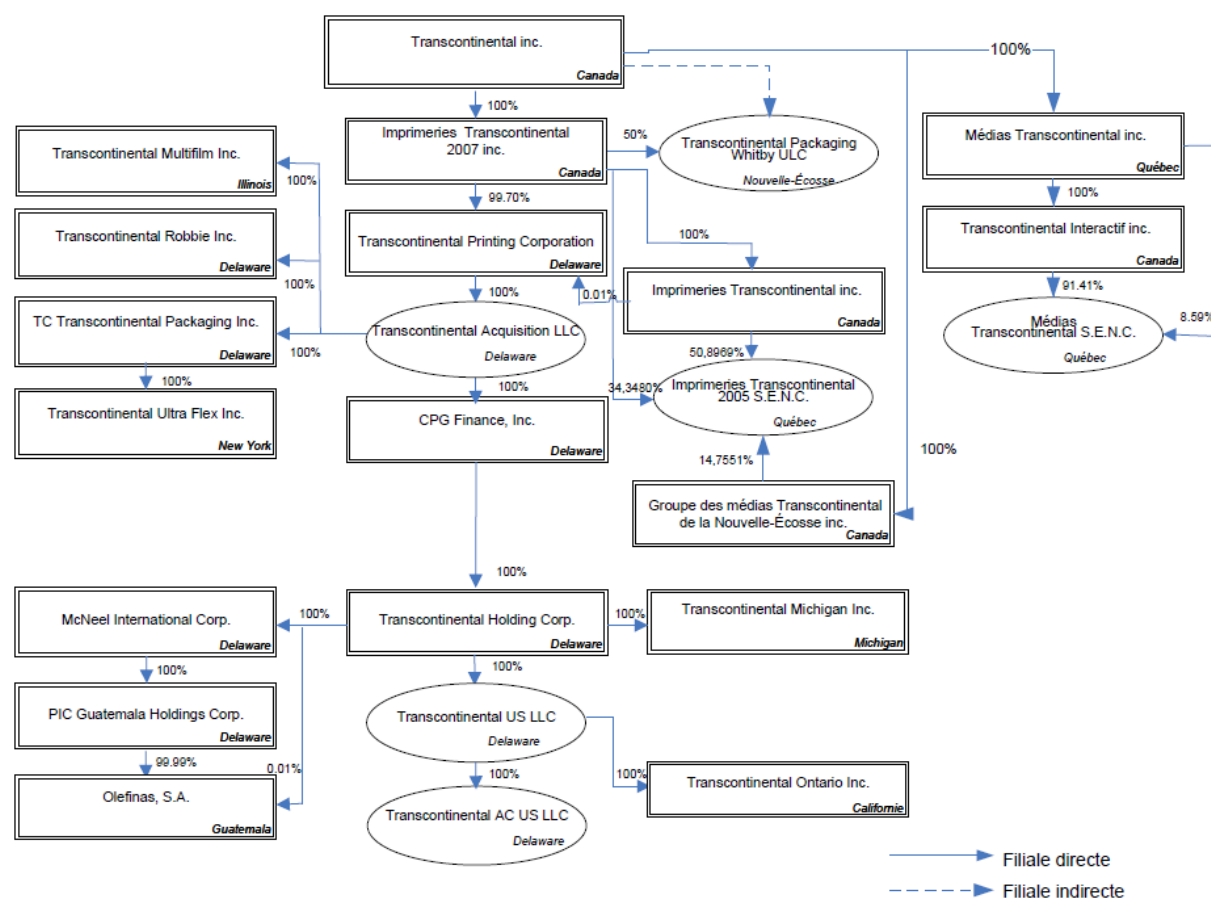 Transcontinental inc.
Canada
100%
100%
Imprimeries Transcontinental
2007 inc.
Canada
50%
Transcontinental Packaging
Whitby ULC
Nouvelle-Écosse
Médias Transcontinental inc.
Québec
Transcontinental Multifilm Inc.
Illinois
100%
99.70%
100%
Transcontinental Robbie Inc.
Delaware
100%
Transcontinental Printing Corporation
Delaware
100%
Transcontinental Interactif inc.
Canada
100%
0.01%
Imprimeries Transcontinental inc.
Canada
91.41%
TC Transcontinental Packaging Inc.
Delaware
100%
Transcontinental Acquisition LLC
Delaware
Médias
Transcontinental S.E.N.C.
Québec
8.59%
100%
100%
50,8969%
34,3480%
Imprimeries Transcontinental
2005 S.E.N.C.
Québec
Transcontinental Ultra Flex Inc.
New York
CPG Finance, Inc.
Delaware
14,7551%
100%
Groupe des médias Transcontinental
de la Nouvelle-Écosse inc.
Canada
100%
McNeel International Corp.
Delaware
100%
Transcontinental Holding Corp.
Delaware
100%
Transcontinental Michigan Inc.
Michigan
100%
100%
PIC Guatemala Holdings Corp.
Delaware
Transcontinental US LLC
Delaware
99.99%
0.01%
100%
100%
Olefinas, S.A.
Guatemala
Transcontinental AC US LLC
Delaware
Transcontinental Ontario Inc.
Californie
Filiale directe
Filiale indirecte